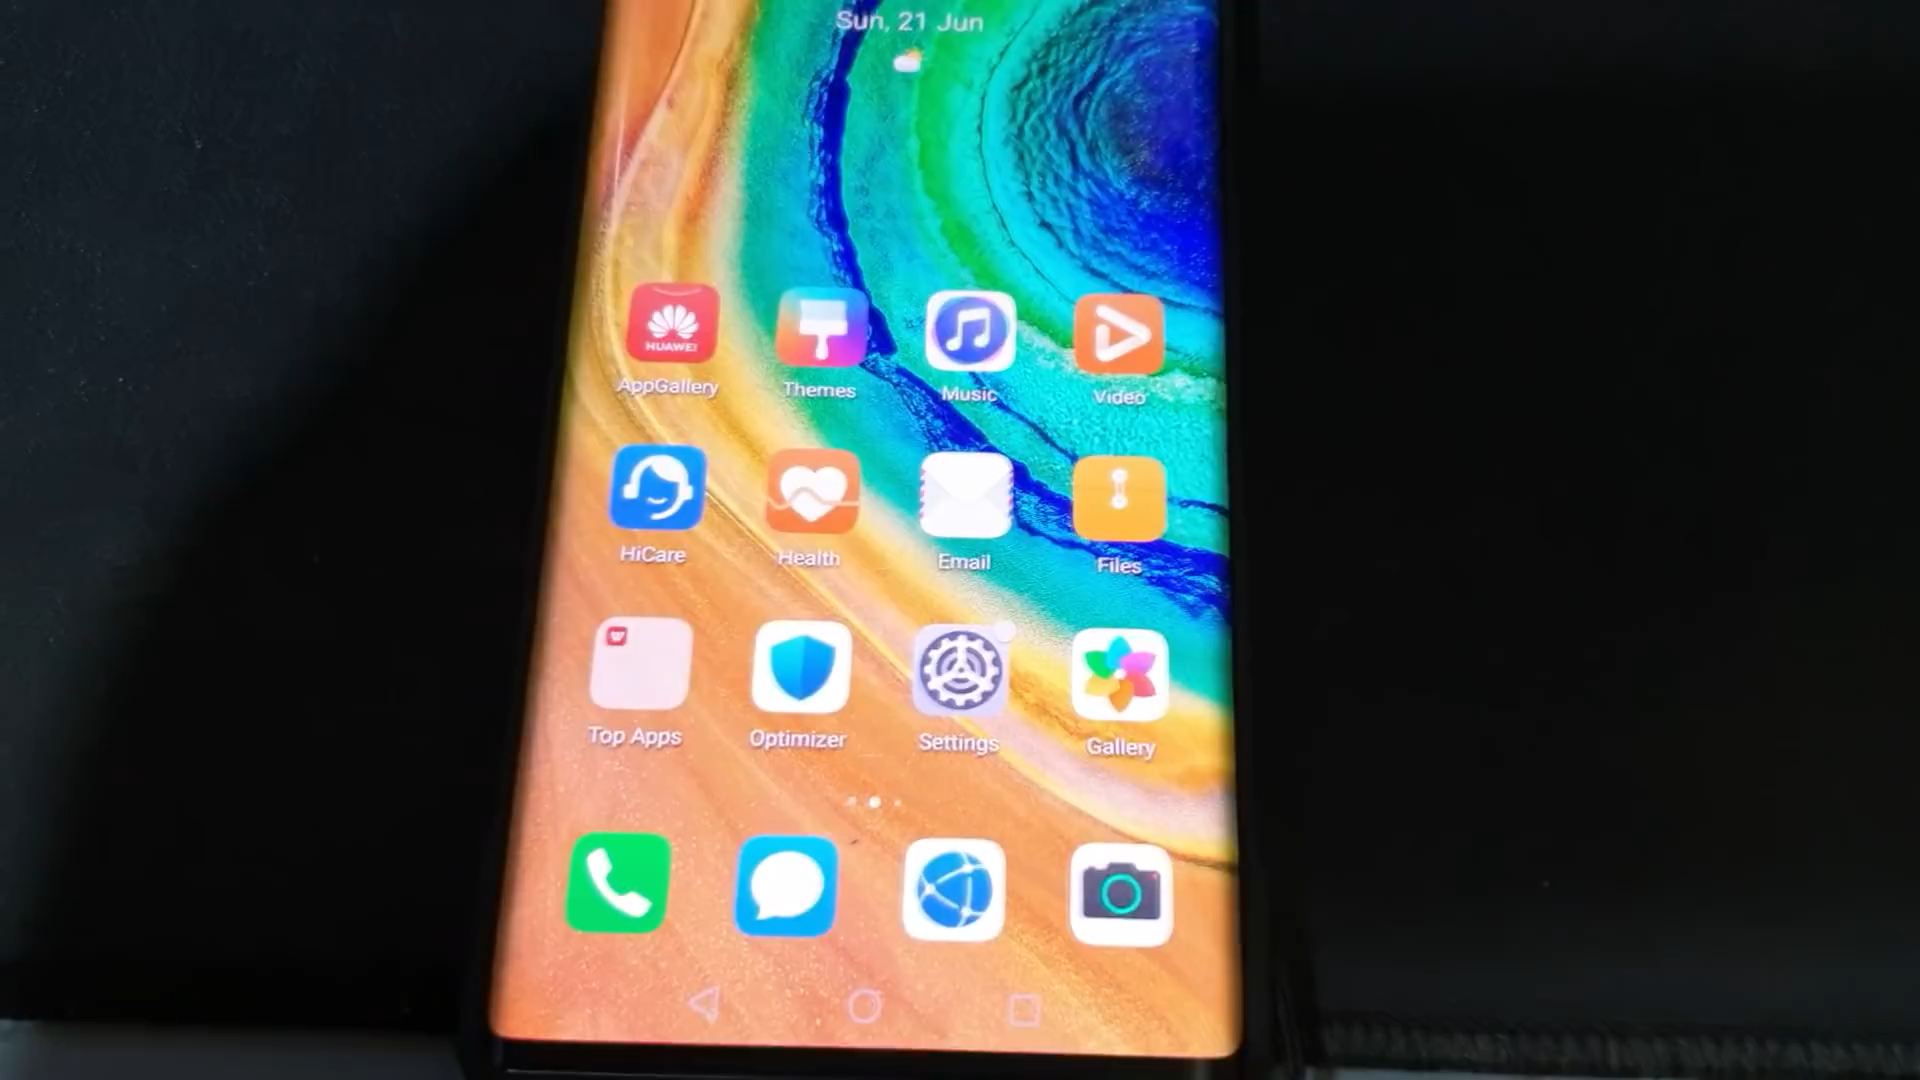 Sun, 21 Jun
HUAWEI
AppGallery
Themes
Music
Video
HiCare
Health
Email
Files
Top Apps
Optimizer
Settings
Gallery